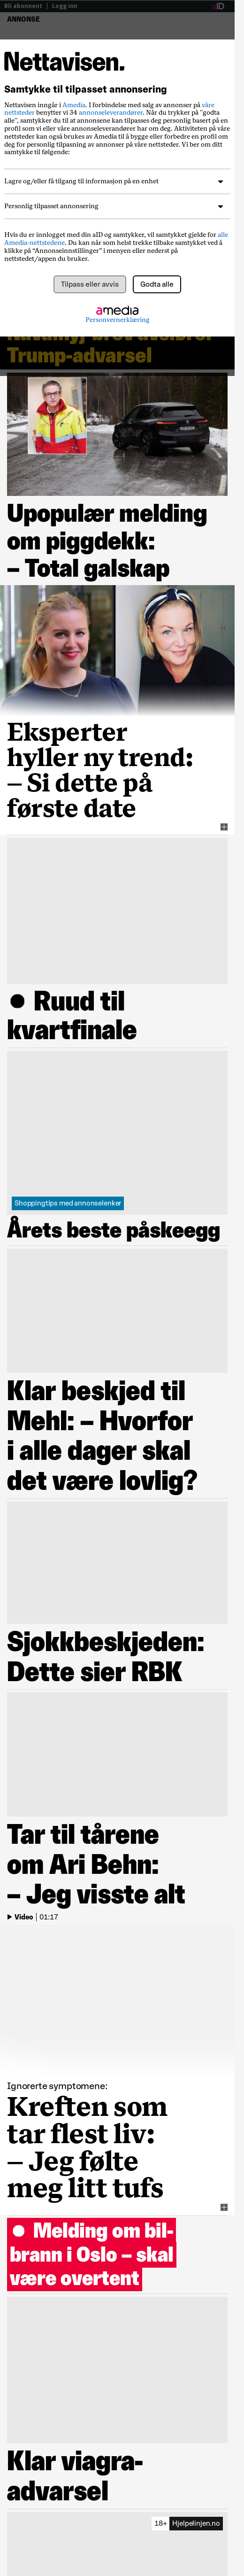 Bli abonnent | Logg inn
aID
ANNONSE
Nettavisen.
Samtykke til tilpasset annonsering
Nettavisen inngår i Amedia. I forbindelse med salg av annonser på våre
nettsteder benytter vi 34 annonseleverandører. Når du trykker på "godta
alle", samtykker du til at annonsene kan tilpasses deg personlig basert på en
profil som vi eller våre annonseleverandører har om deg. Aktiviteten på våre
nettsteder kan også brukes av Amedia til å bygge eller forbedre en profil om
deg for personlig tilpasning av annonser på våre nettsteder. Vi ber om ditt
samtykke til følgende:
Lagre og/eller få tilgang til informasjon på en enhet
Personlig tilpasset annonsering
Hvis du er innlogget med din aID og samtykker, vil samtykket gjelde for alle
Amedia-nettstedene. Du kan når som helst trekke tilbake samtykket ved å
klikke på “Annonseinnstillinger” i menyen eller nederst på
nettstedet/appen du bruker.
Tilpass eller avvis
Godta alle
amedia
Personvernerklæring
Trump-advarsel
Upopulær melding
om piggdekk:
– Total galskap
Eksperter
hyller ny trend:
– Si dette på
første date
Ruud til
kvartfinale
Shoppingtips med annonselenker
Årets beste påskeegg
Klar beskjed til
Mehl: – Hvorfor
i alle dager skal
det være lovlig?
Sjokkbeskjeden:
Dette sier RBK
Tar til tårene
om Ari Behn:
– Jeg visste alt
Video | 01:17
Ignorerte symptomene:
Kreften som
tar flest liv:
– Jeg følte
meg litt tufs
Melding om bil-
brann i Oslo – skal
være overtent
Klar viagra-
advarsel
18+ Hjelpelinjen.no